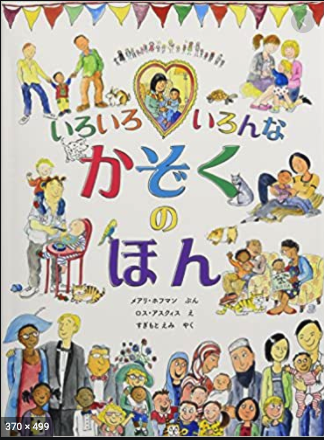 いろいろ いろんな
かぞく
の
ほん
メアリ・ホフマン ぶん
ロス・アスクィス え
すぎもと えみ やく
370 × 499